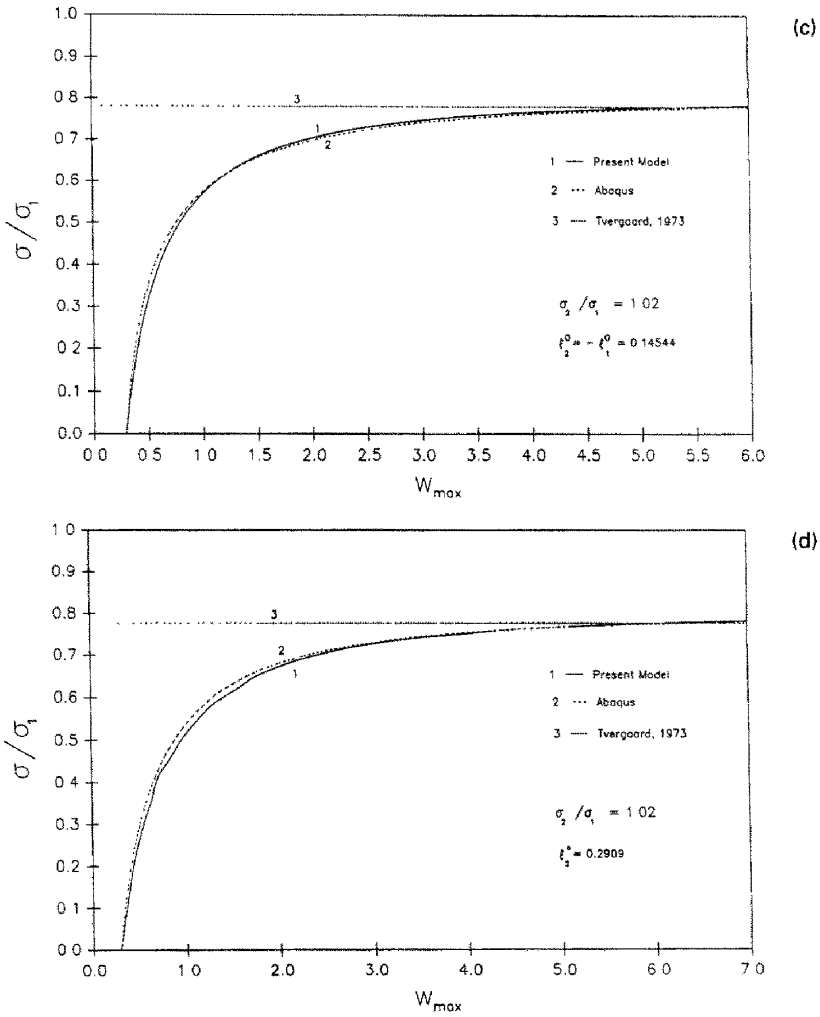 (c)
1.0
0.9
0.8
0.7
0.6
0.5
0.4
0.3
0.2
0.1
0.0
σ/σ₁
3
1
2
1 — Present Model
2 ···· Abaqus
3 — Tvergaard, 1973
σ₂ /σ₁ = 1 02
ξ₂⁰ = - ξ₁⁰ = 0 14544
0.0 0.5 1.0 1.5 2.0 2.5 3.0 3.5 4.0 4.5 5.0 5.5 6.0
Wmax
(d)
1 0
0.9
0.8
0.7
0 6
0.5
0 4
0.3
0 2
0 1
0 0
σ/σ₁
3
2
1
1 — Present Model
2 ···· Abaqus
3 — Tvergaard, 1973
σ₂ /σ₁ = 1 02
ξ₂° = 0.2909
0.0 1.0 2.0 3.0 4.0 5.0 6.0 7 0
Wmax